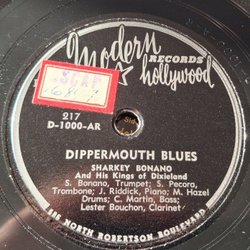 Modern
RECORDS
hollywood
217
D-1000-AR
DIPPERMOUTH BLUES
SHARKEY BONANO
And His Kings of Dixieland
S. Bonano, Trumpet; S. Pecora,
Trombone; J. Riddick, Piano; M. Hazel
Drums; C. Martin, Bass;
Lester Bouchon, Clarinet
NORTH ROBERTSON BOULEVARD